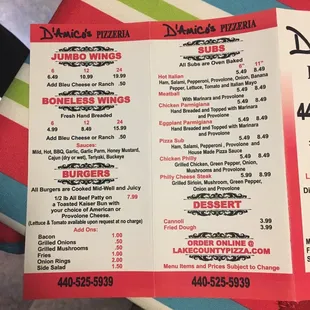 D'Amico's PIZZERIA
JUMBO WINGS
6 12 24
5.49 10.99 19.99
Add Bleu Cheese or Ranch .50
BONELESS WINGS
Fresh Hand Breaded
6 12 24
4.49 8.99 15.99
Add Bleu Cheese or Ranch .50
Sauces:
Mild, Hot, BBQ, Garlic, Garlic Parm, Honey Mustard,
Cajun (dry or wet), Teriyaki, Buckeye
BURGERS
All Burgers are Cooked Mid-Well and Juicy
1/2 lb All Beef Patty on 7.99
a Toasted Kaiser Bun with
your choice of American or
Provolone Cheese.
(Lettuce & Tomato available upon request at no charge)
Add Ons:
Bacon 1.00
Grilled Onions .50
Grilled Mushrooms .50
Fries 1.00
Onion Rings 2.00
Side Salad 1.50
440-525-5939
D'Amico's PIZZERIA
SUBS
All Subs are Oven Baked
6" 11"
Hot Italian 5.49 8.49
Ham, Salami, Pepperoni, Provolone, Onion, Banana
Pepper, Lettuce, Tomato and Italian Mayo
Meatball 5.49 8.49
with Marinara and Provolone
Chicken Parmigiana 5.49 8.49
Hand Breaded and Topped with Marinara
and Provolone
Eggplant Parmigiana 5.49 8.49
Hand Breaded and Topped with Marinara
and Provolone
Pizza Sub 5.49 8.49
Ham, Salami, Pepperoni, Provolone and
House Made Pizza Sauce
Chicken Philly 5.49 8.49
Grilled Chicken, Green Pepper, Onion,
Mushrooms and Provolone
Philly Cheese Steak
Grilled Sirloin, Mushroom, Green Pepper,
Onion and Provolone
DESSERT
Cannoli 3.99
Fried Dough 3.99
ORDER ONLINE @
LAKECOUNTYPIZZA.COM
Menu Items and Prices Subject to Change
440-525-5939